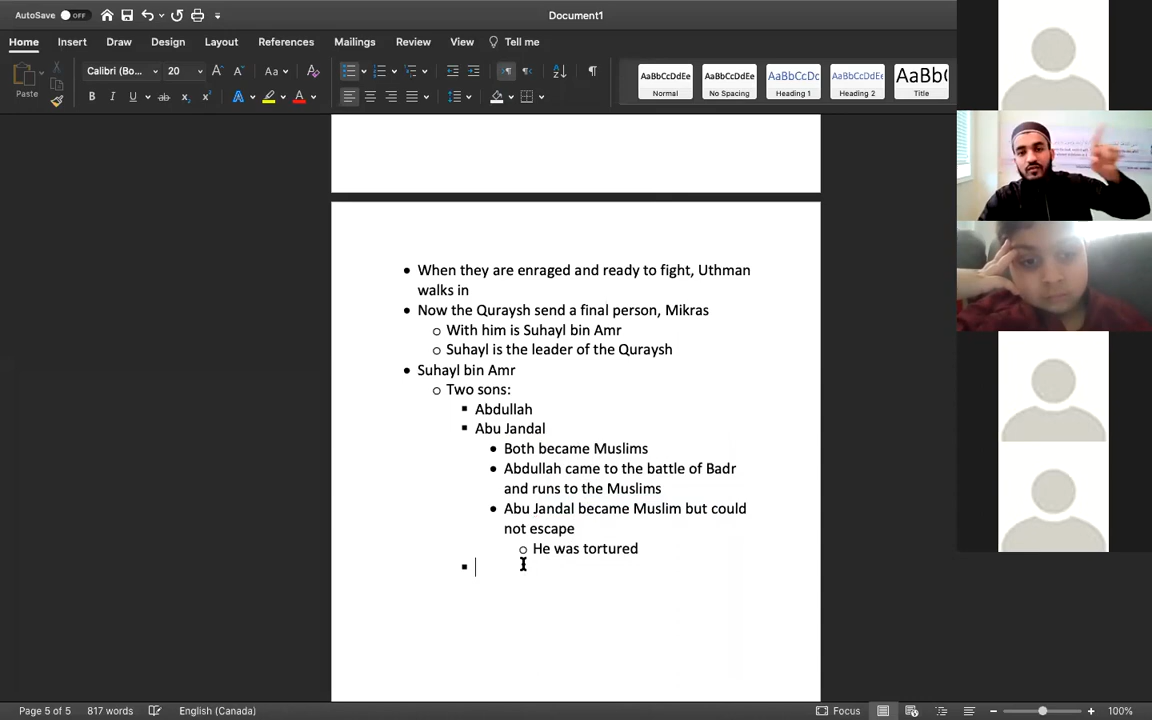 AutoSave OFF
Document1
Home Insert Draw Design Layout References Mailings Review View Tell me
Paste
Calibri (Bo... 20 A^ A˅ Aa
B I U ab x₂ x² A A
AaBbCcDdEe
Normal
AaBbCcDdEe
No Spacing
AaBbCcDc
Heading 1
AaBbCcDdEe
Heading 2
AaBb(
Title
• When they are enraged and ready to fight, Uthman
walks in
• Now the Quraysh send a final person, Mikras
o With him is Suhayl bin Amr
o Suhayl is the leader of the Quraysh
• Suhayl bin Amr
o Two sons:
▪ Abdullah
▪ Abu Jandal
• Both became Muslims
• Abdullah came to the battle of Badr
and runs to the Muslims
• Abu Jandal became Muslim but could
not escape
o He was tortured
▪
Page 5 of 5 817 words English (Canada) Focus 100%